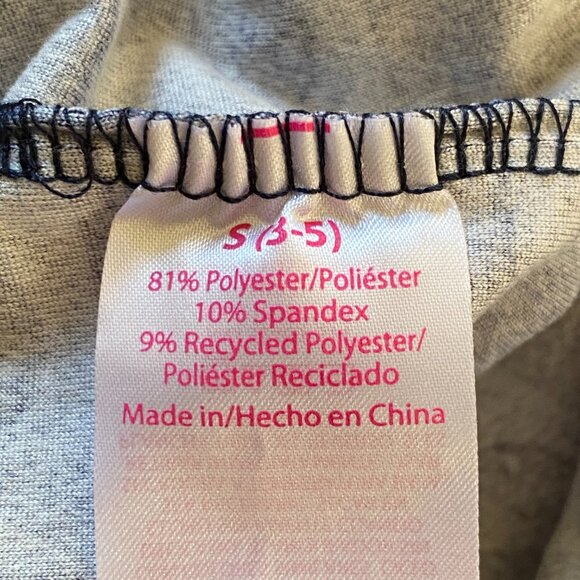 S (3-5)
81% Polyester/Poliéster
10% Spandex
9% Recycled Polyester/
Poliéster Reciclado
Made in/Hecho en China